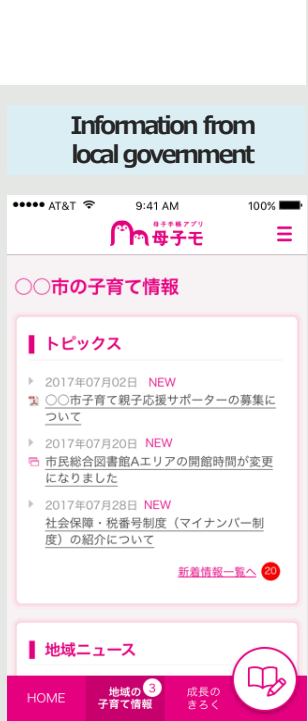 Information from
local government
AT&T 9:41 AM 100%
母子手帳アプリ
母子モ
○○市の子育て情報
トピックス
2017年07月02日 NEW
○○市子育て親子応援サポーターの募集に
ついて
2017年07月20日 NEW
市民総合図書館Aエリアの開館時間が変更
になりました
2017年07月28日 NEW
社会保障・税番号制度（マイナンバー制
度）の紹介について
新着情報一覧へ 20
地域ニュース
HOME
地域の 3
子育て情報
成長の
きろく